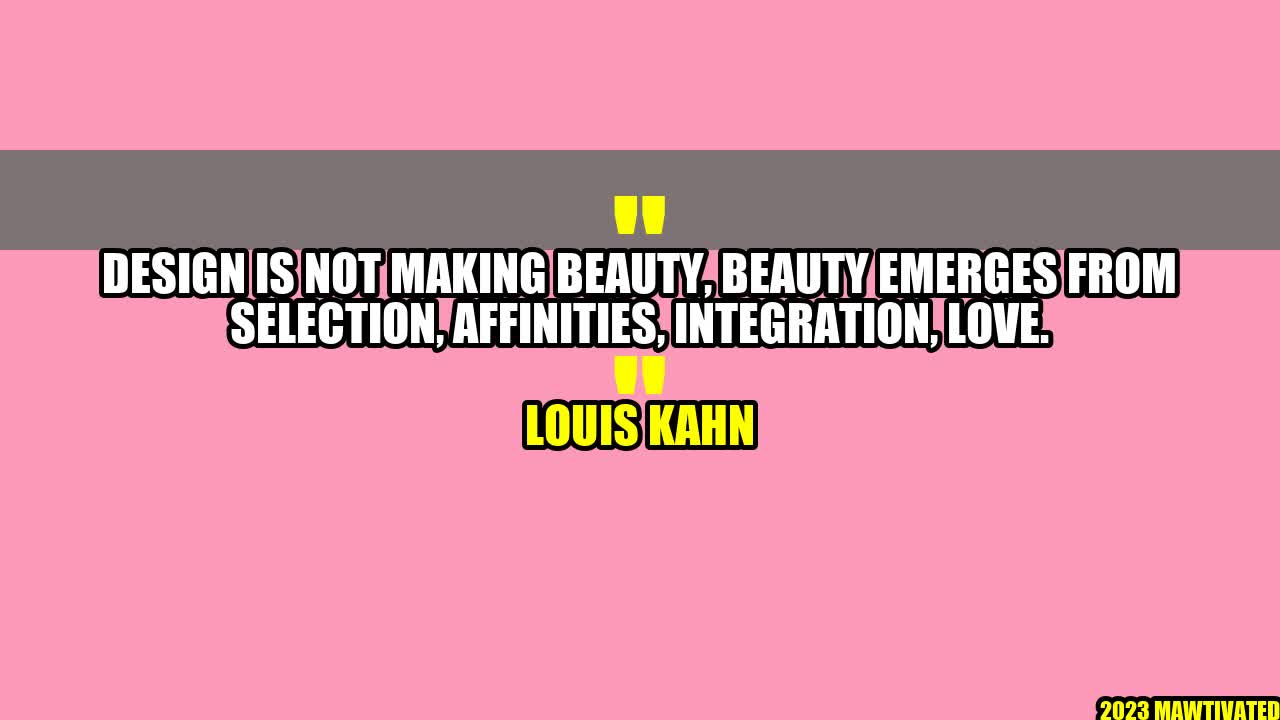 "
DESIGN IS NOT MAKING BEAUTY, BEAUTY EMERGES FROM
SELECTION, AFFINITIES, INTEGRATION, LOVE.
"
LOUIS KAHN
2023 MAWTIVATED